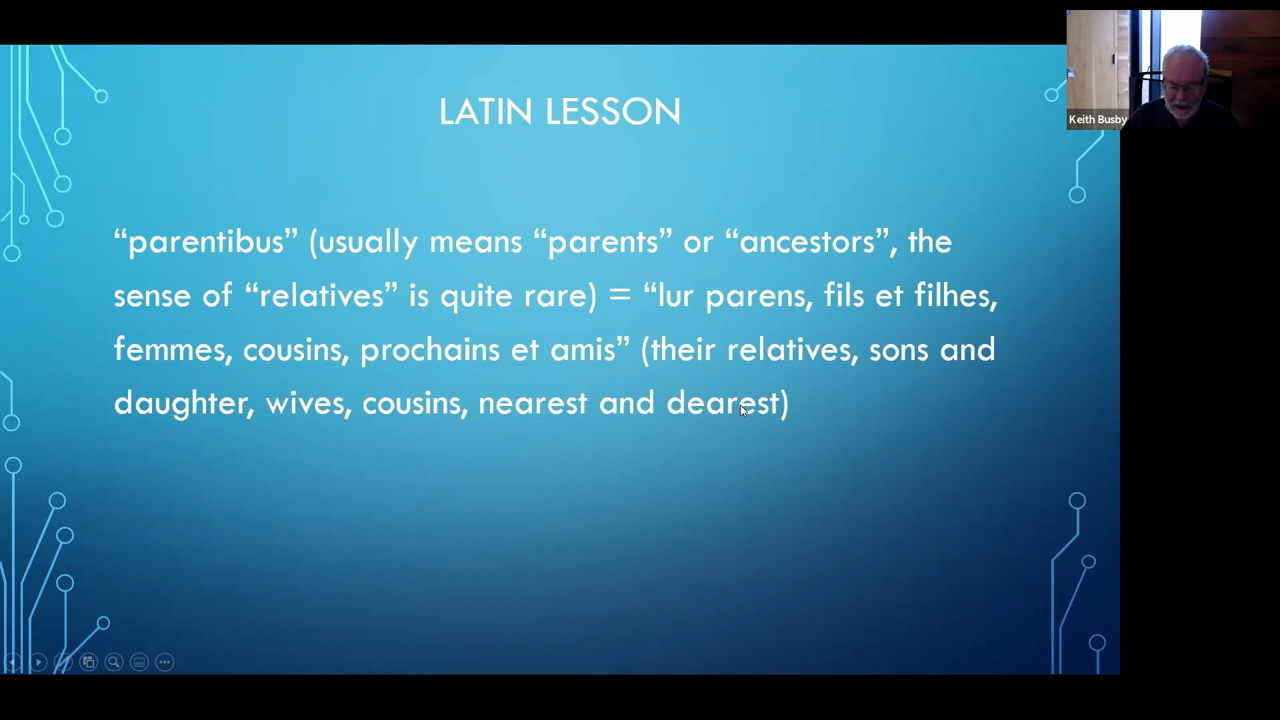 LATIN LESSON
“parentibus” (usually means “parents” or “ancestors”, the
sense of “relatives” is quite rare) = “lur parens, fils et filhes,
femmes, cousins, prochains et amis” (their relatives, sons and
daughter, wives, cousins, nearest and dearest)
Keith Busby